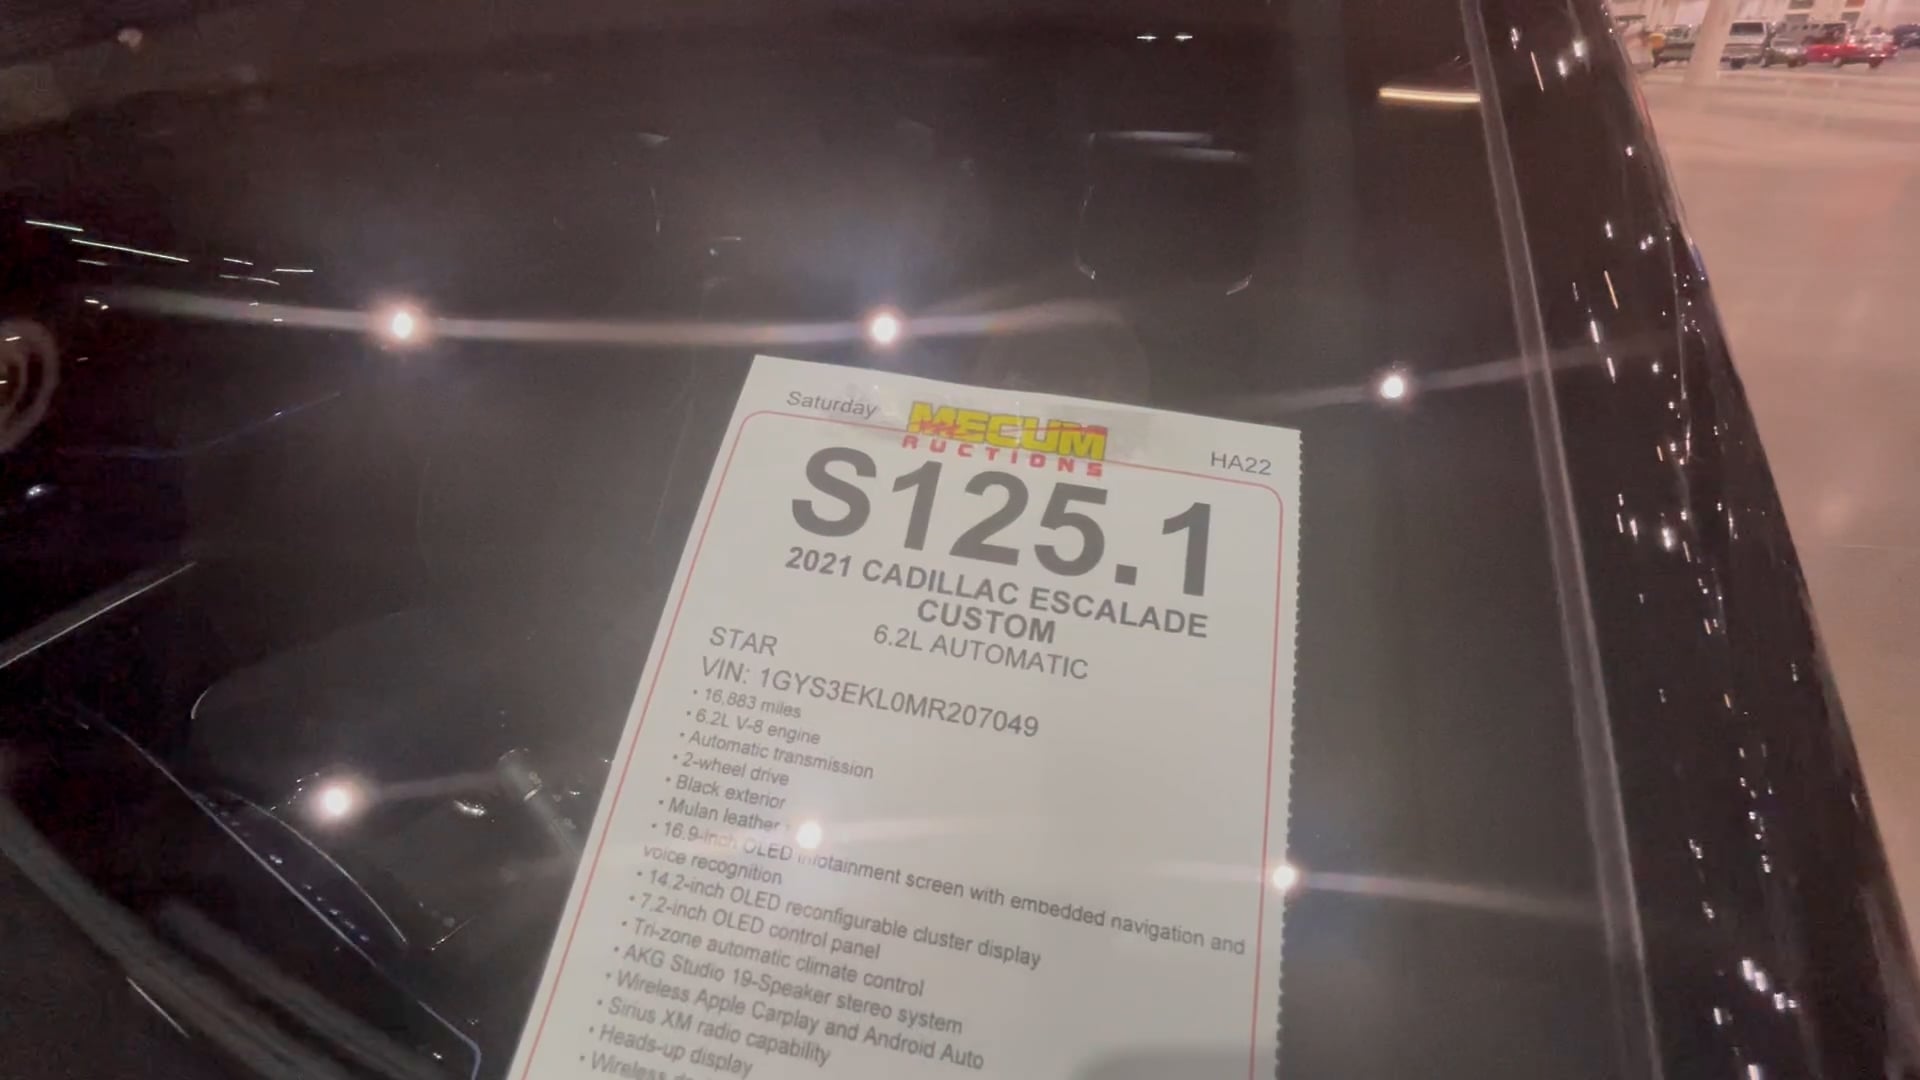 Saturday
MECUM
AUCTIONS
HA22
S125.1
2021 CADILLAC ESCALADE
CUSTOM
6.2L AUTOMATIC
STAR
VIN: 1GYS3EKL0MR207049
• 16,883 miles
• 6.2L V-8 engine
• Automatic transmission
• 2-wheel drive
• Black exterior
• Mulan leather
• 16.9-inch OLED infotainment screen with embedded navigation and
voice recognition
• 14.2-inch OLED reconfigurable cluster display
• 7.2-inch OLED control panel
• Tri-zone automatic climate control
• AKG Studio 19-Speaker stereo system
• Wireless Apple Carplay and Android Auto
• Sirius XM radio capability
• Heads-up display
• Wireless